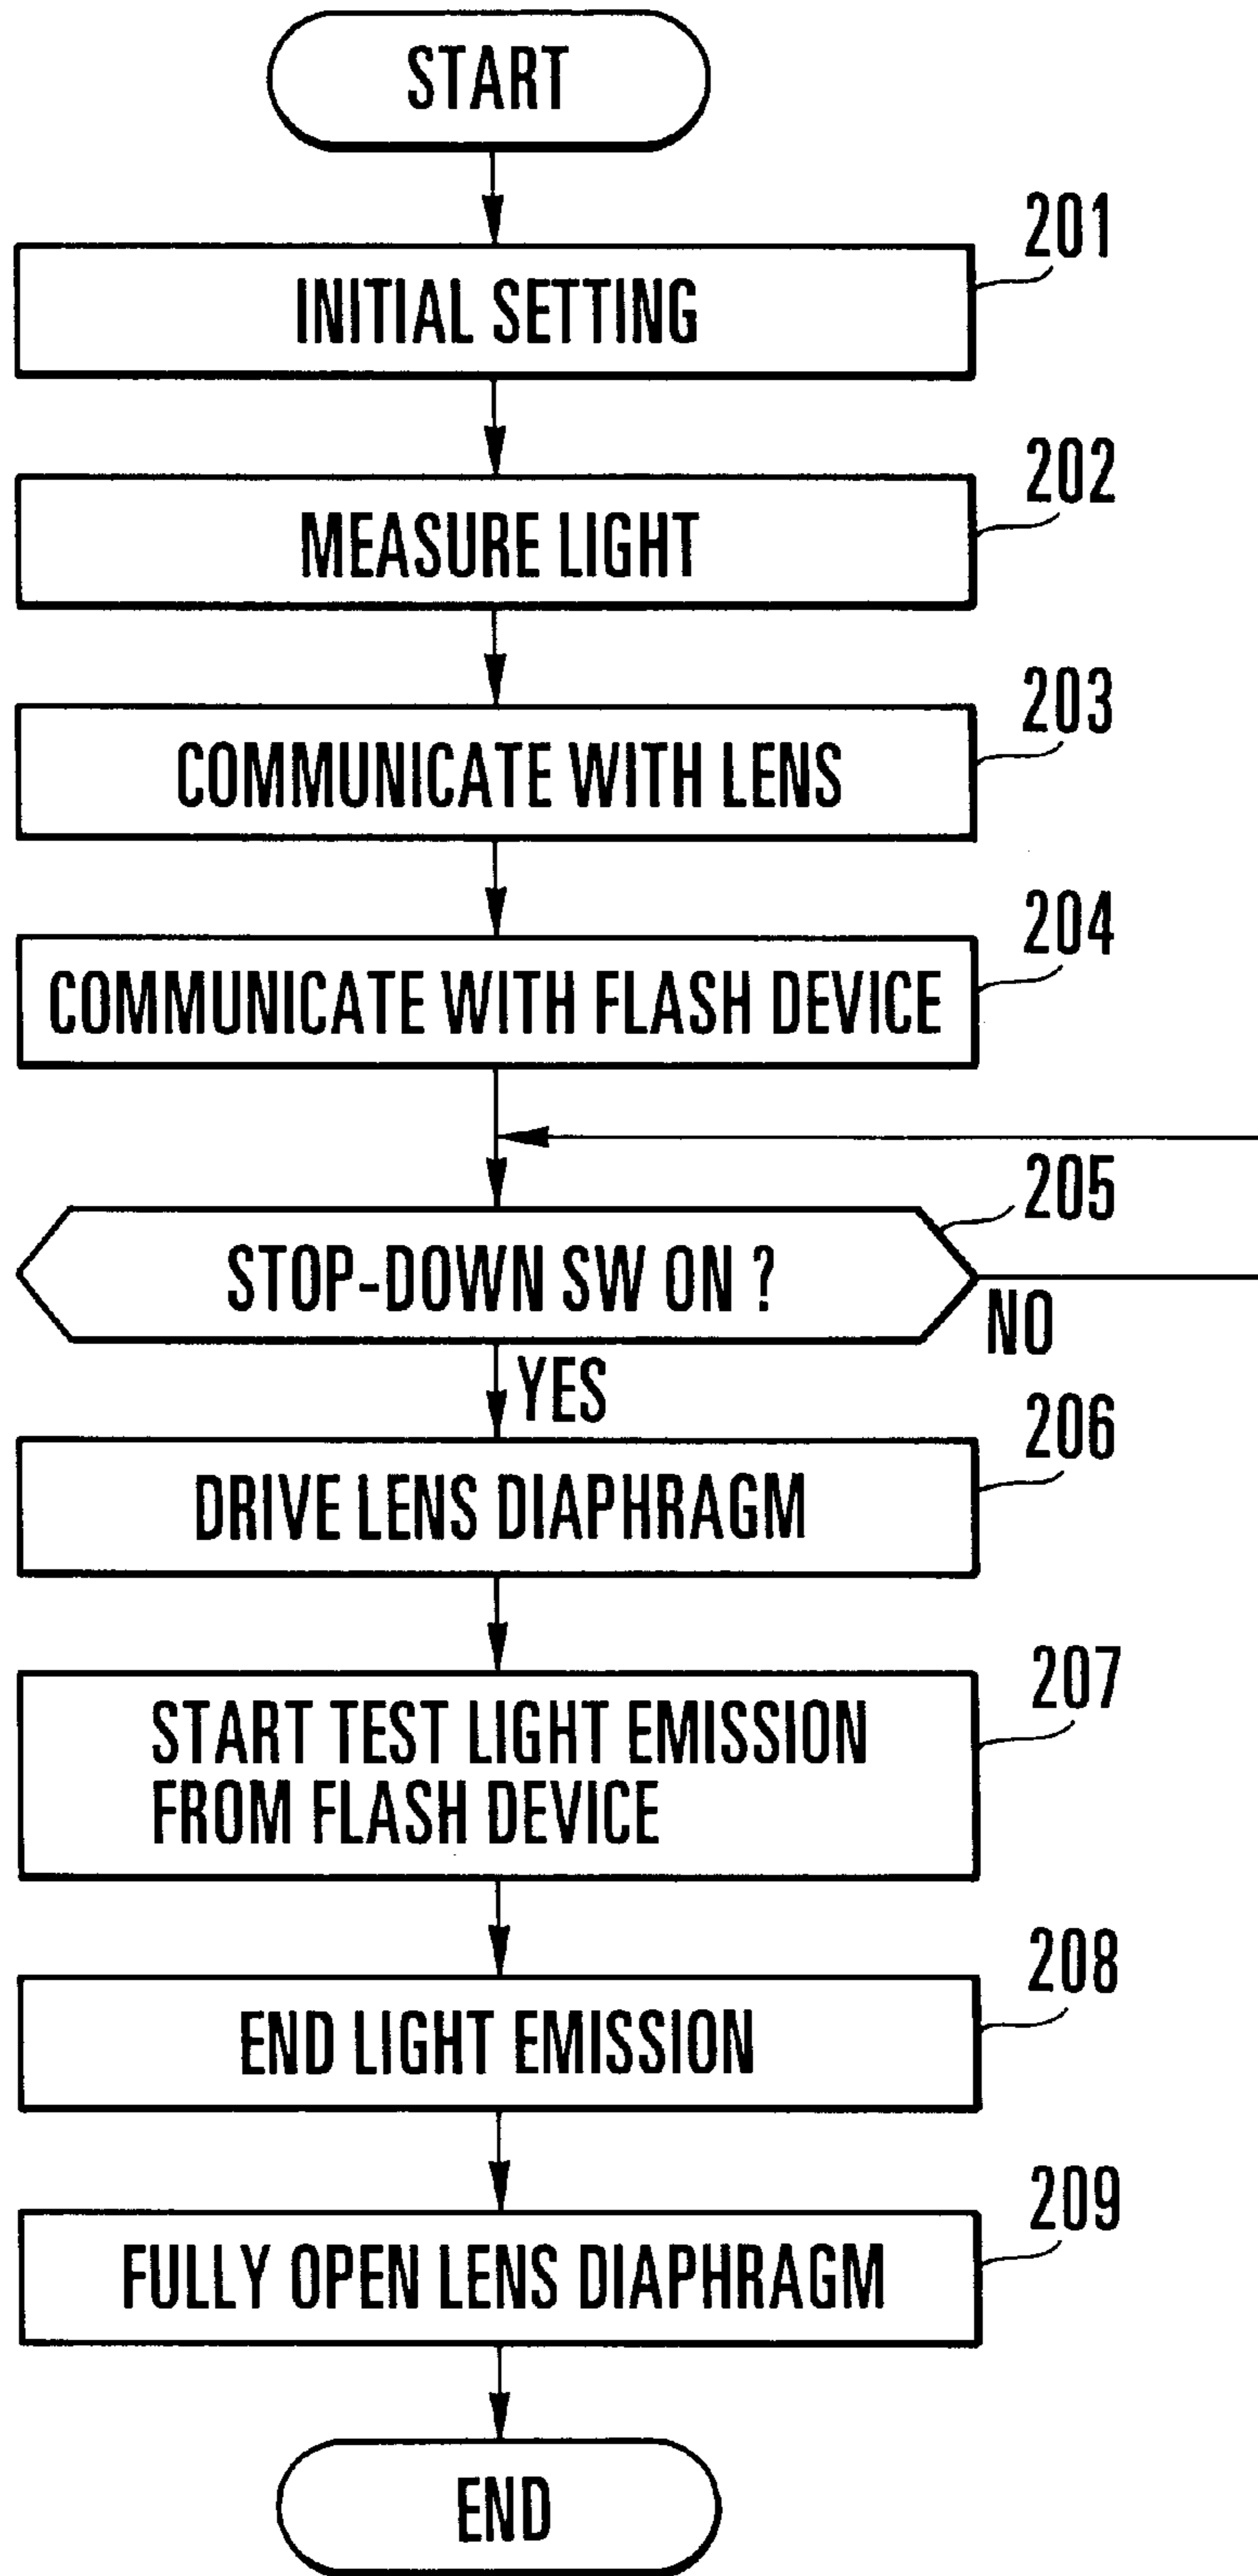 START
201
INITIAL SETTING
202
MEASURE LIGHT
203
COMMUNICATE WITH LENS
204
COMMUNICATE WITH FLASH DEVICE
205
STOP-DOWN SW ON ?
NO
YES
206
DRIVE LENS DIAPHRAGM
207
START TEST LIGHT EMISSION
FROM FLASH DEVICE
208
END LIGHT EMISSION
209
FULLY OPEN LENS DIAPHRAGM
END